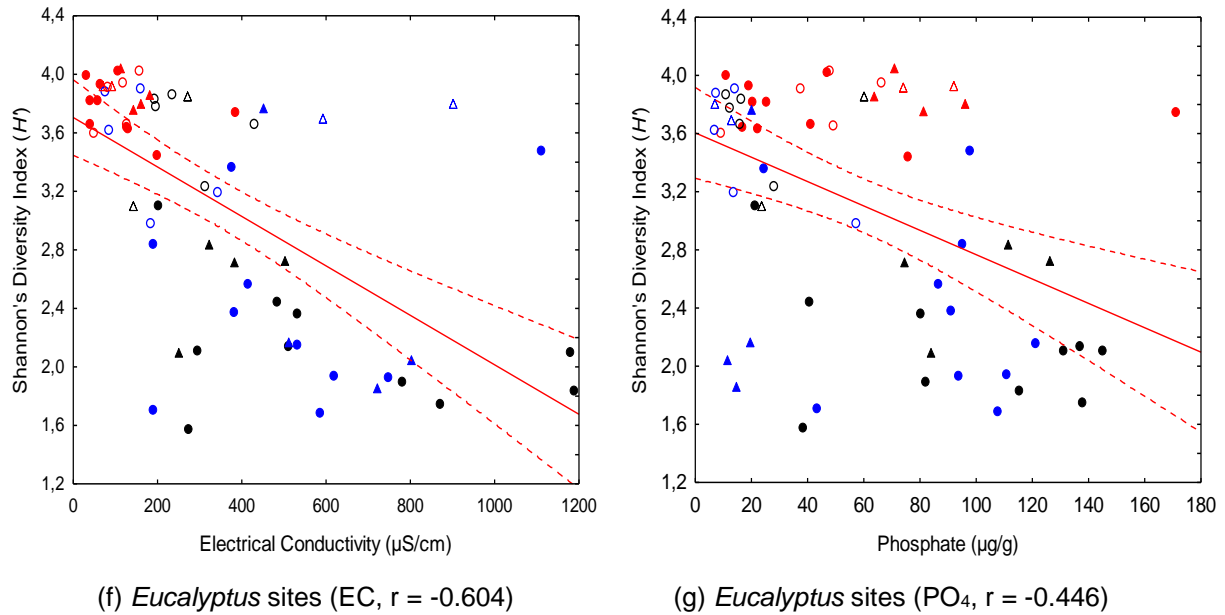 4,4
4,0
3,6
3,2
2,8
2,4
2,0
1,6
1,2
Shannon's Diversity Index (H')
0 200 400 600 800 1000 1200
Electrical Conductivity (µS/cm)
(f) Eucalyptus sites (EC, r = -0.604)
4,4
4,0
3,6
3,2
2,8
2,4
2,0
1,6
1,2
Shannon's Diversity Index (H')
0 20 40 60 80 100 120 140 160 180
Phosphate (µg/g)
(g) Eucalyptus sites (PO₄, r = -0.446)